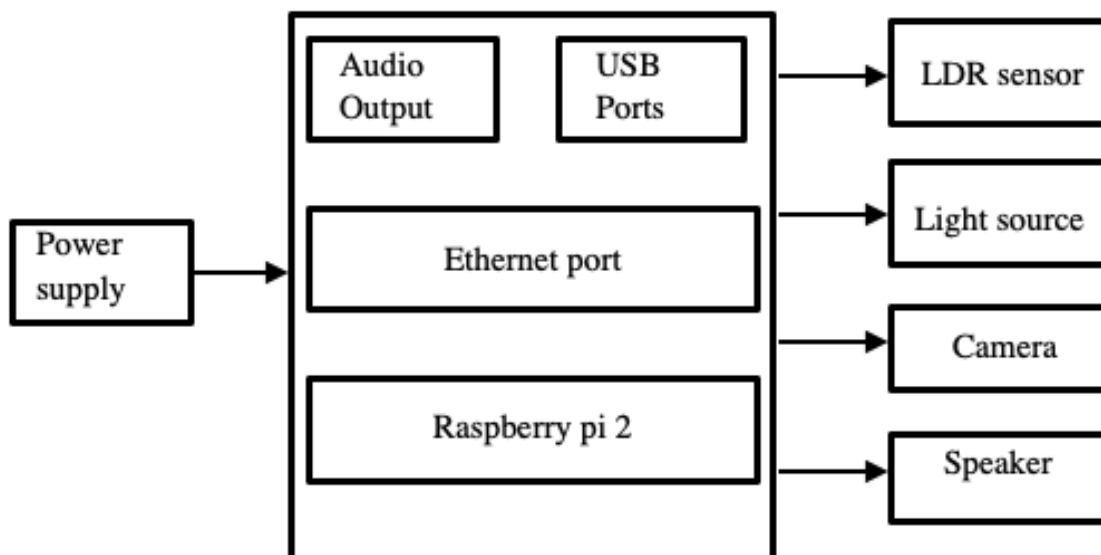 Audio
Output
USB
Ports
LDR sensor
Power
supply
Ethernet port
Light source
Raspberry pi 2
Camera
Speaker